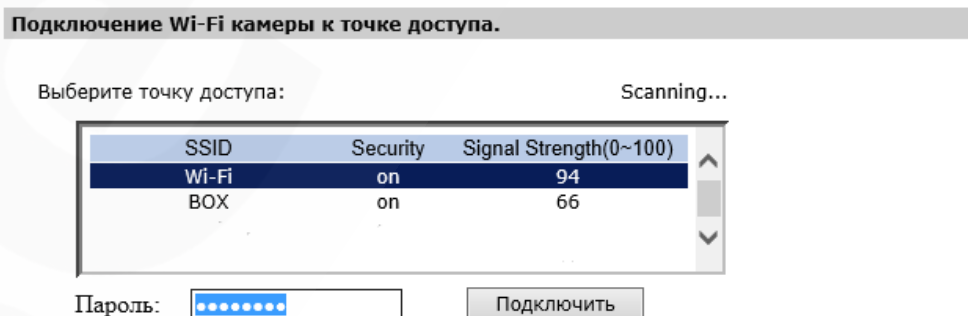 Подключение Wi-Fi камеры к точке доступа.
Выберите точку доступа: Scanning...
SSID Security Signal Strength(0~100)
Wi-Fi on 94
BOX on 66
Пароль: •••••••• Подключить